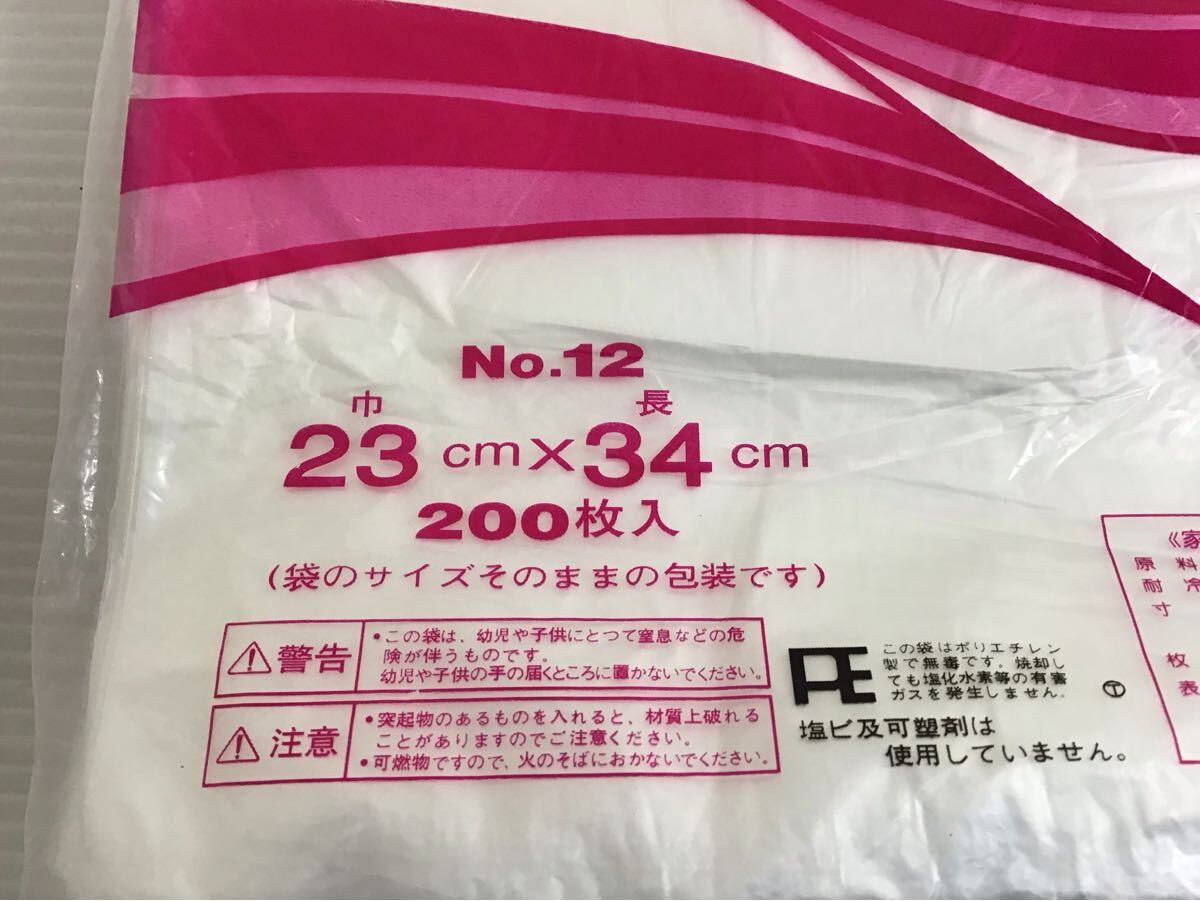 No.12
巾 長
23 cm×34 cm
200枚入
(袋のサイズそのままの包装です)
警告
•この袋は、幼児や子供にとつて窒息などの危
険が伴うものです。
幼児や子供の手の届くところに置かないでください。
注意
•突起物のあるものを入れると、材質上破れる
ことがありますのでご注意ください。
•可燃物ですので、火のそばにおかないでください。
PE
この袋はポリエチレン
製で無毒です。焼却し
ても塩化水素等の有害
ガスを発生しません。
Ⓣ
塩ビ及可塑剤は
使用していません。
《家
原料
耐冷
寸
枚
表